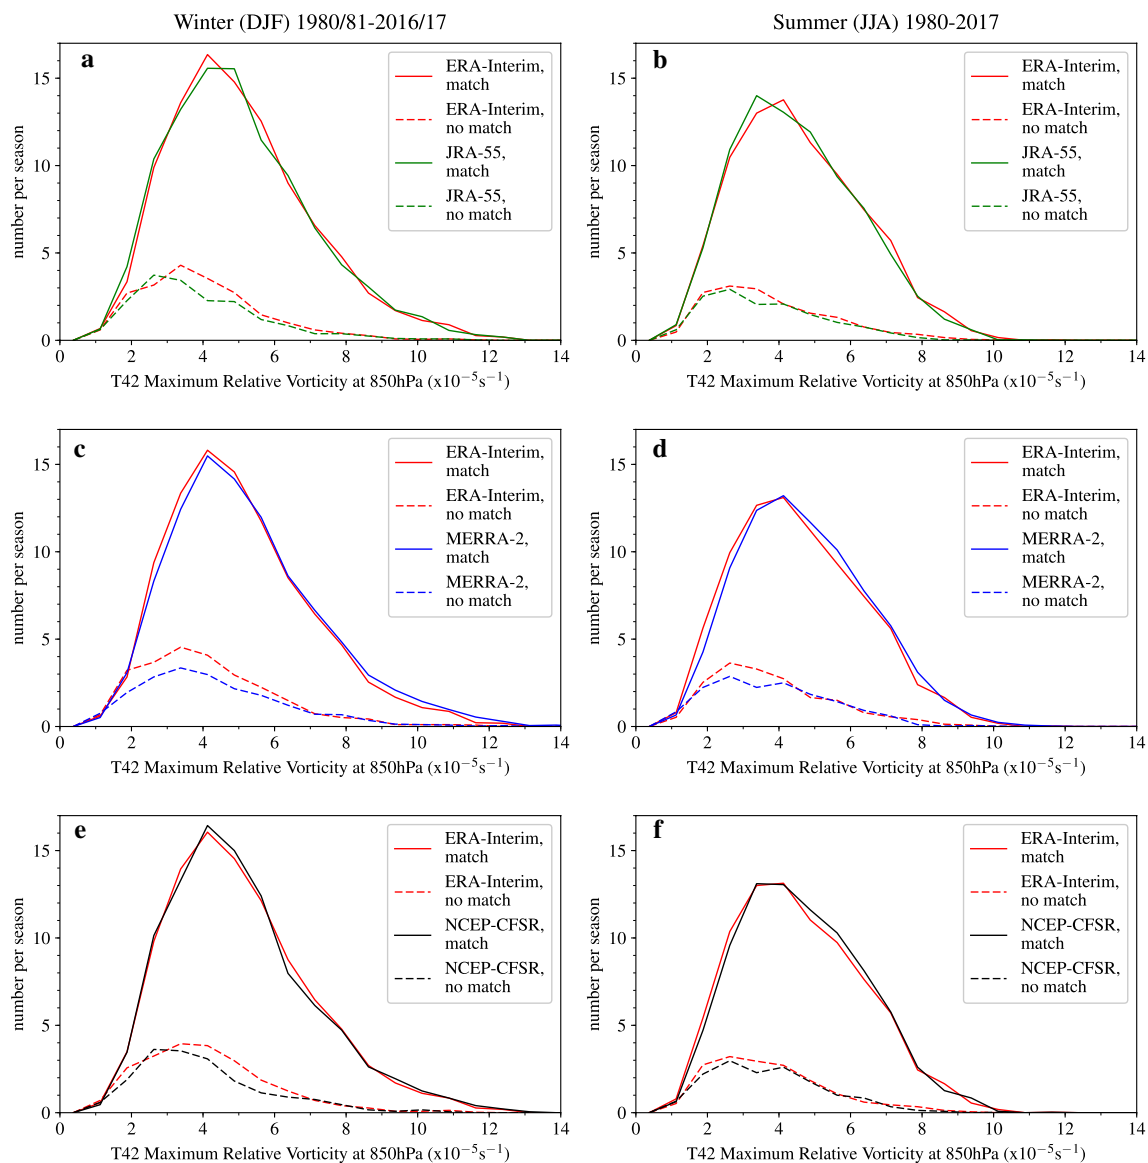 Winter (DJF) 1980/81-2016/17
Summer (JJA) 1980-2017
a
ERA-Interim,
match
ERA-Interim,
no match
JRA-55,
match
JRA-55,
no match
number per season
15
10
5
0
0 2 4 6 8 10 12 14
T42 Maximum Relative Vorticity at 850hPa (x10⁻⁵s⁻¹)
b
ERA-Interim,
match
ERA-Interim,
no match
JRA-55,
match
JRA-55,
no match
number per season
15
10
5
0
0 2 4 6 8 10 12 14
T42 Maximum Relative Vorticity at 850hPa (x10⁻⁵s⁻¹)
c
ERA-Interim,
match
ERA-Interim,
no match
MERRA-2,
match
MERRA-2,
no match
number per season
15
10
5
0
0 2 4 6 8 10 12 14
T42 Maximum Relative Vorticity at 850hPa (x10⁻⁵s⁻¹)
d
ERA-Interim,
match
ERA-Interim,
no match
MERRA-2,
match
MERRA-2,
no match
number per season
15
10
5
0
0 2 4 6 8 10 12 14
T42 Maximum Relative Vorticity at 850hPa (x10⁻⁵s⁻¹)
e
ERA-Interim,
match
ERA-Interim,
no match
NCEP-CFSR,
match
NCEP-CFSR,
no match
number per season
15
10
5
0
0 2 4 6 8 10 12 14
T42 Maximum Relative Vorticity at 850hPa (x10⁻⁵s⁻¹)
f
ERA-Interim,
match
ERA-Interim,
no match
NCEP-CFSR,
match
NCEP-CFSR,
no match
number per season
15
10
5
0
0 2 4 6 8 10 12 14
T42 Maximum Relative Vorticity at 850hPa (x10⁻⁵s⁻¹)